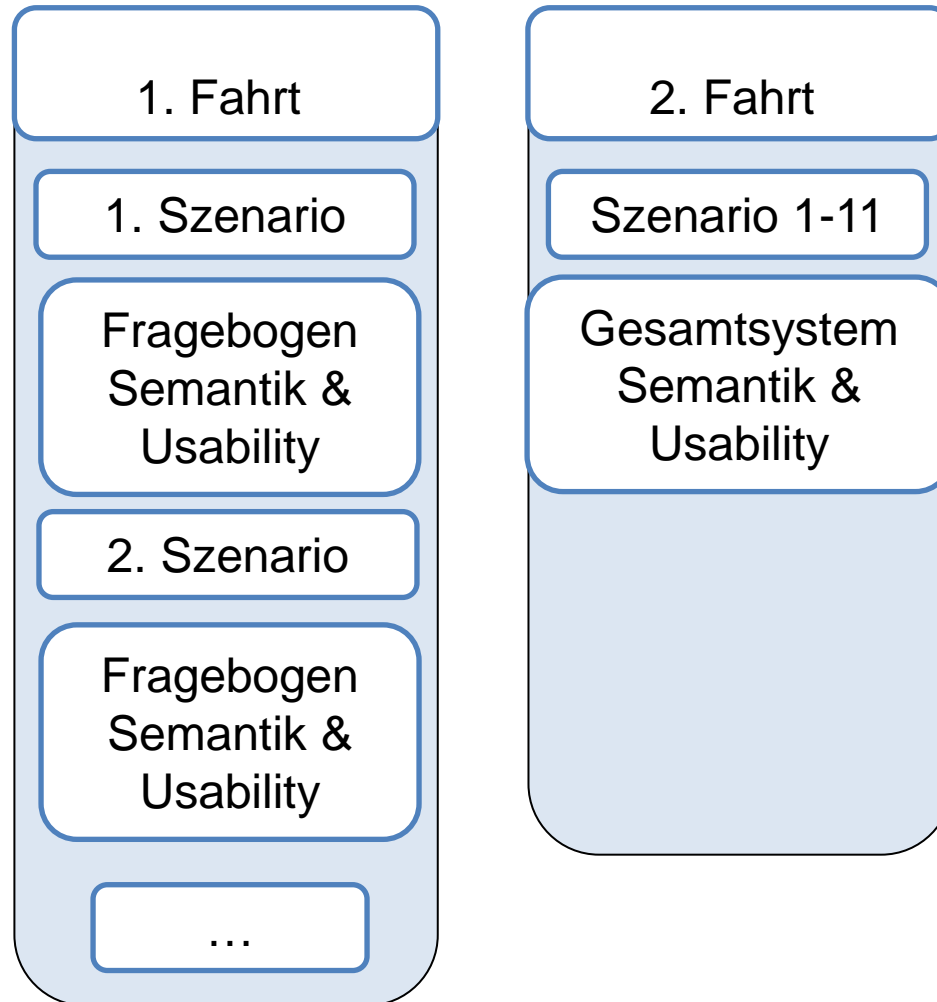 1. Fahrt
1. Szenario
Fragebogen
Semantik &
Usability
2. Szenario
Fragebogen
Semantik &
Usability
...
2. Fahrt
Szenario 1-11
Gesamtsystem
Semantik &
Usability